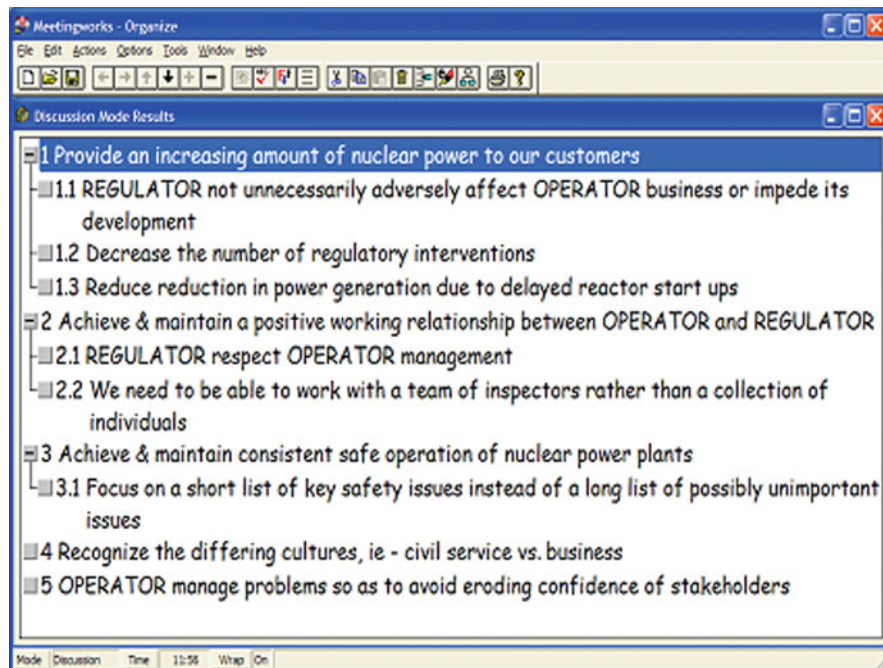 Meetingworks - Organize
File Edit Actions Options Tools Window Help
Discussion Mode Results
1 Provide an increasing amount of nuclear power to our customers
1.1 REGULATOR not unnecessarily adversely affect OPERATOR business or impede its
development
1.2 Decrease the number of regulatory interventions
1.3 Reduce reduction in power generation due to delayed reactor start ups
2 Achieve & maintain a positive working relationship between OPERATOR and REGULATOR
2.1 REGULATOR respect OPERATOR management
2.2 We need to be able to work with a team of inspectors rather than a collection of
individuals
3 Achieve & maintain consistent safe operation of nuclear power plants
3.1 Focus on a short list of key safety issues instead of a long list of possibly unimportant
issues
4 Recognize the differing cultures, ie - civil service vs. business
5 OPERATOR manage problems so as to avoid eroding confidence of stakeholders
Mode Discussion Time 11:56 Wrap On